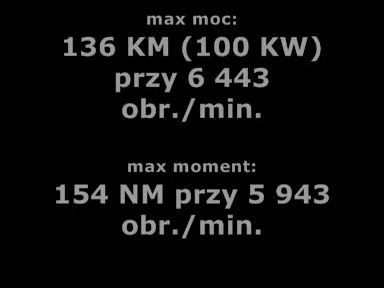 max moc:
136 KM (100 KW)
przy 6 443
obr./min.
max moment:
154 NM przy 5 943
obr./min.